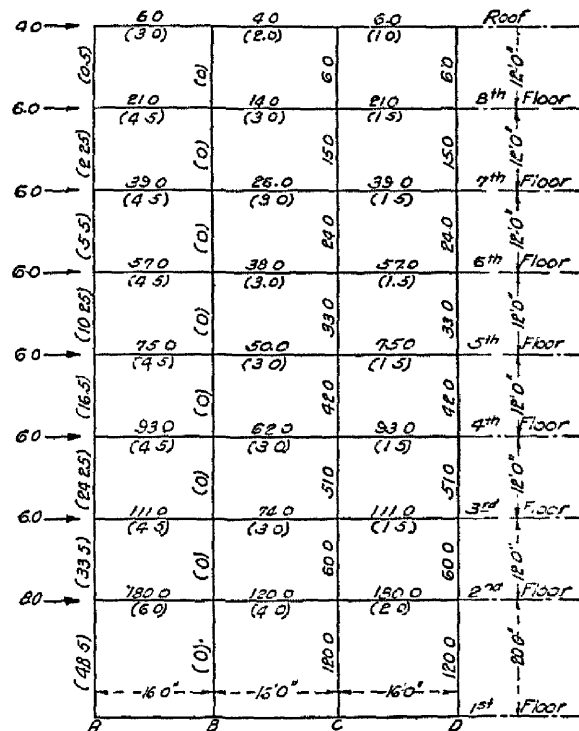 4.0 6.0 4.0 6.0 Roof
(3.0) (2.0) (1.0)
(0.5) (0) 6.0 6.0 12'0"
6.0 21.0 14.0 21.0 8th Floor
(4.5) (3.0) (1.5)
(2.25) (0) 15.0 15.0 12'0"
6.0 39.0 26.0 39.0 7th Floor
(4.5) (3.0) (1.5)
(5.5) (0) 24.0 24.0 12'0"
6.0 57.0 38.0 57.0 6th Floor
(4.5) (3.0) (1.5)
(10.25) (0) 33.0 33.0 12'0"
6.0 75.0 50.0 75.0 5th Floor
(4.5) (3.0) (1.5)
(16.5) (0) 42.0 42.0 12'0"
6.0 93.0 62.0 93.0 4th Floor
(4.5) (3.0) (1.5)
(24.25) (0) 51.0 51.0 12'0"
6.0 111.0 74.0 111.0 3rd Floor
(4.5) (3.0) (1.5)
(33.5) (0) 60.0 60.0 12'0"
8.0 180.0 120.0 180.0 2nd Floor
(6.0) (4.0) (2.0)
(48.5) (0) 120.0 120.0 20'0"
16'0" 16'0" 16'0"
1st Floor
A B C D